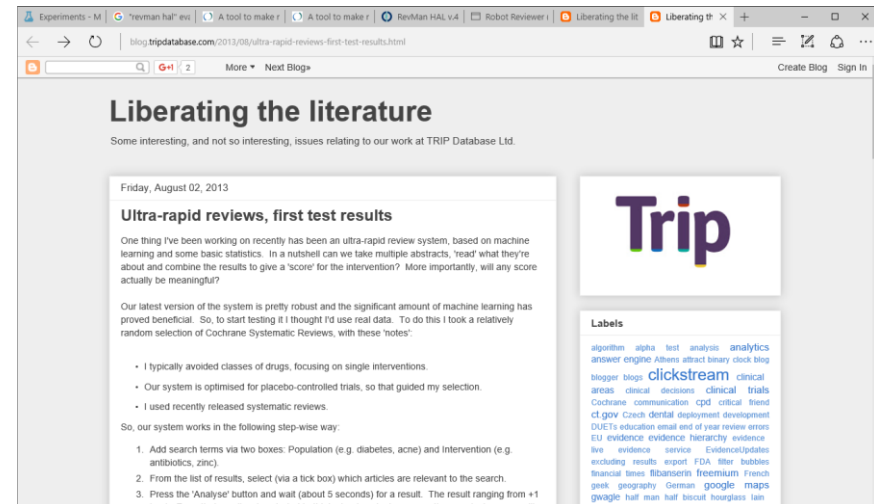 Experiments - M
"revman hal" eva
A tool to make r
A tool to make r
RevMan HAL v.4
Robot Reviewer
Liberating the lit
Liberating th
blog.tripdatabase.com/2013/08/ultra-rapid-reviews-first-test-results.html
G+1 2 More Next Blog» Create Blog Sign In
Liberating the literature
Some interesting, and not so interesting, issues relating to our work at TRIP Database Ltd.
Friday, August 02, 2013
Ultra-rapid reviews, first test results
One thing I've been working on recently has been an ultra-rapid review system, based on machine
learning and some basic statistics. In a nutshell can we take multiple abstracts, 'read' what they're
about and combine the results to give a 'score' for the intervention? More importantly, will any score
actually be meaningful?
Our latest version of the system is pretty robust and the significant amount of machine learning has
proved beneficial. So, to start testing it I thought I'd use real data. To do this I took a relatively
random selection of Cochrane Systematic Reviews, with these 'notes':
• I typically avoided classes of drugs, focusing on single interventions.
• Our system is optimised for placebo-controlled trials, so that guided my selection.
• I used recently released systematic reviews.
So, our system works in the following step-wise way:
1. Add search terms via two boxes: Population (e.g. diabetes, acne) and Intervention (e.g.
antibiotics, zinc).
2. From the list of results, select (via a tick box) which articles are relevant to the search.
3. Press the 'Analyse' button and wait (about 5 seconds) for a result. The result ranging from +1
Trip
Labels
algorithm alpha test analysis analytics
answer engine Athens attract binary clock blog
blogger blogs clickstream clinical
areas clinical decisions clinical trials
Cochrane communication cpd critical friend
ct.gov Czech dental deployment development
DUETs education email end of year review errors
EU evidence evidence hierarchy evidence
live evidence service EvidenceUpdates
excluding results export FDA filter bubbles
financial times flibanserin freemium French
geek geography German google maps
gwagle half man half biscuit hourglass Iain